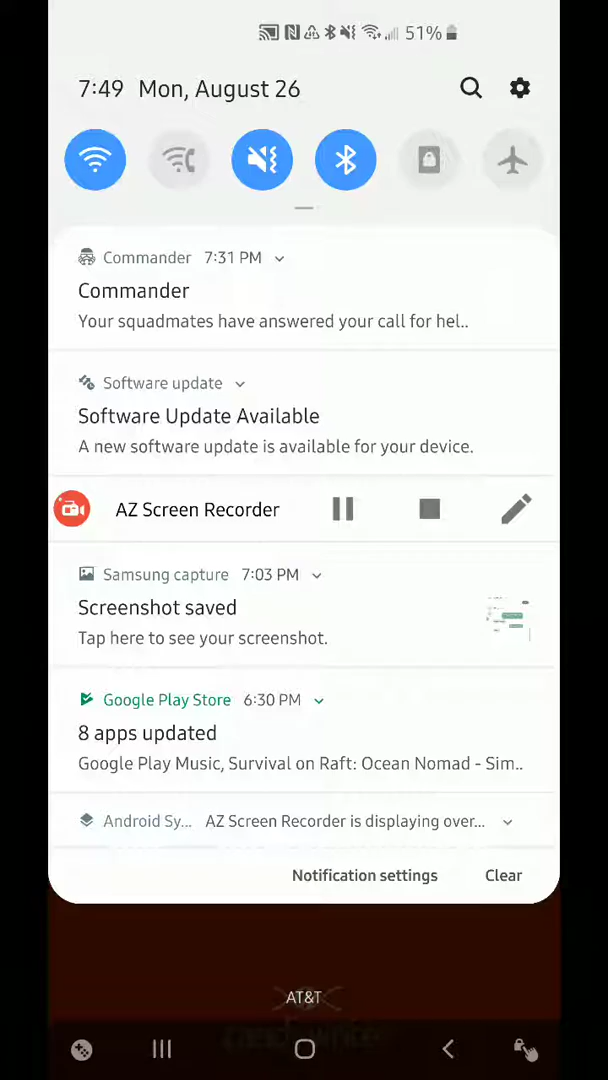 51%
7:49 Mon, August 26
Commander 7:31 PM
Commander
Your squadmates have answered your call for hel..
Software update
Software Update Available
A new software update is available for your device.
AZ Screen Recorder
Samsung capture 7:03 PM
Screenshot saved
Tap here to see your screenshot.
Google Play Store 6:30 PM
8 apps updated
Google Play Music, Survival on Raft: Ocean Nomad - Sim..
Android Sy... AZ Screen Recorder is displaying over...
Notification settings Clear
AT&T